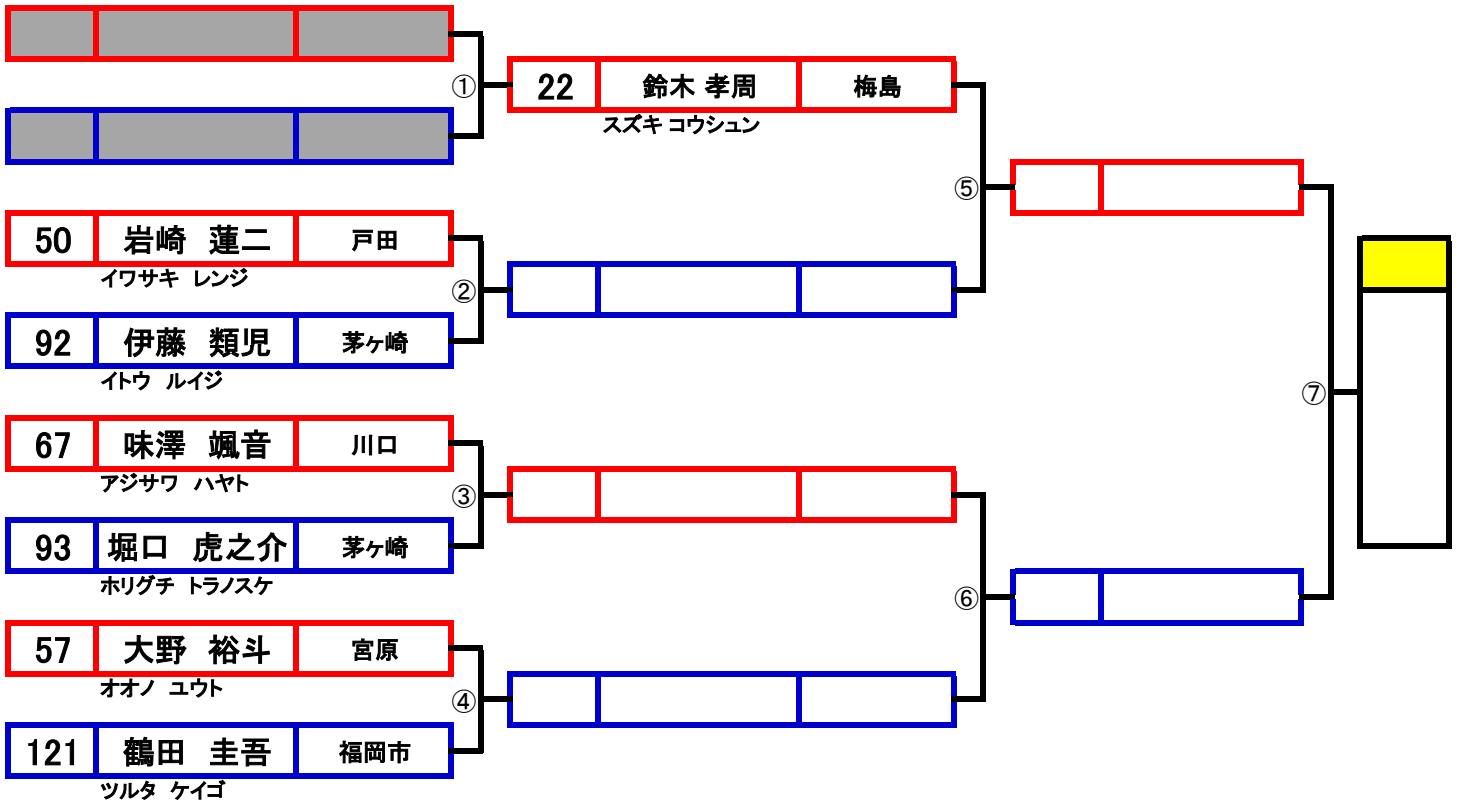 ①
22 鈴木 孝周 梅島
スズキ コウシュン
⑤
50 岩崎 蓮二 戸田
イワサキ レンジ
②
92 伊藤 類児 茅ヶ崎
イトウ ルイジ
⑦
67 味澤 颯音 川口
アジサワ ハヤト
③
93 堀口 虎之介 茅ヶ崎
ホリグチ トラノスケ
⑥
57 大野 裕斗 宮原
オオノ ユウト
④
121 鶴田 圭吾 福岡市
ツルタ ケイゴ